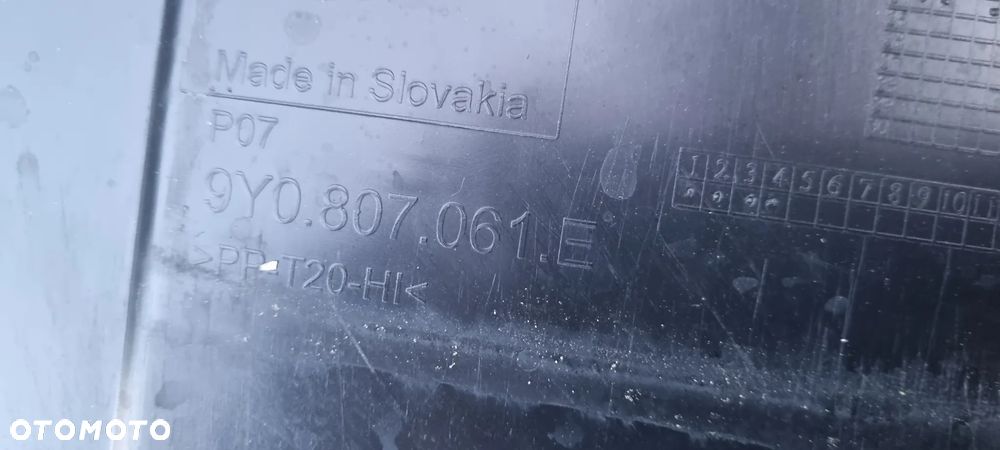 Made in Slovakia
P07
9Y0.807.061.E
>PP-T20-HI<
1 2 3 4 5 6 7 8 9 10 11
OTOMOTO